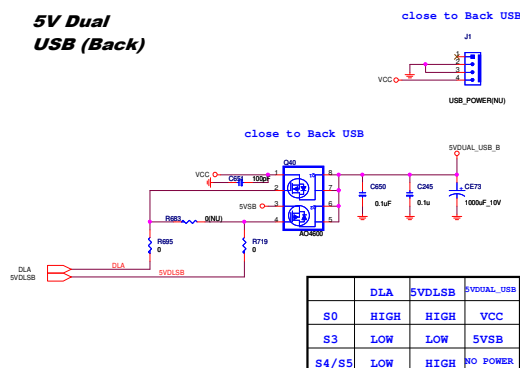 5V Dual
USB (Back)
close to Back USB
J1
1
2
3
4
VCC
USB_POWER(NU)
close to Back USB
5VDUAL_USB_B
Q40
VCC
C651
100pF
1
2
3
4
8
7
6
5
5VSB
AO4600
C650
0.1uF
C245
0.1u
CE73
1000uF_10V
R683
0(NU)
R695
0
R719
0
DLA
5VDLSB
DLA
5VDLSB
DLA 5VDLSB 5VDUAL_USB
S0 HIGH HIGH VCC
S3 LOW LOW 5VSB
S4/S5 LOW HIGH NO POWER